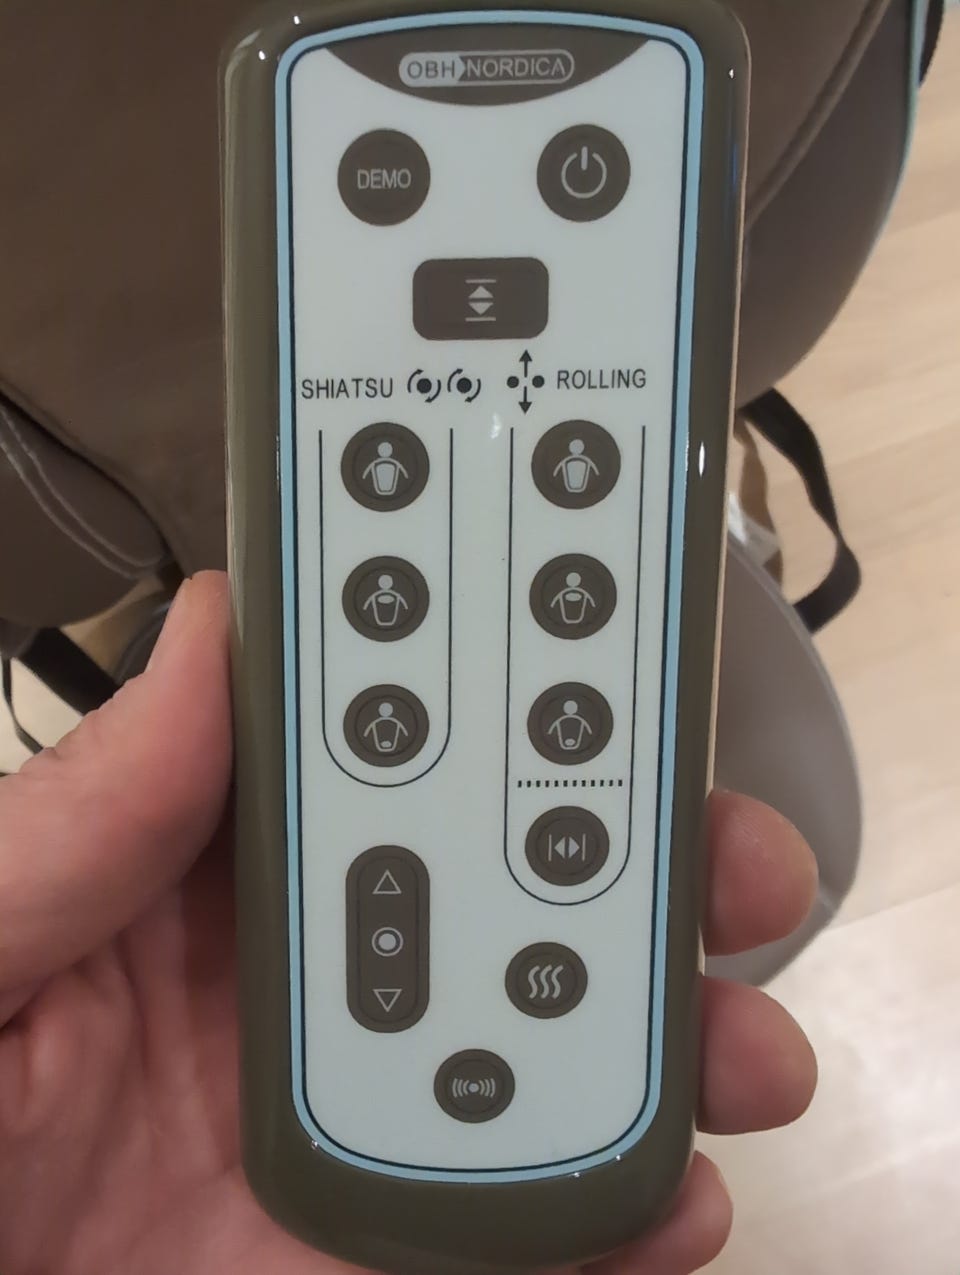 OBH NORDICA
DEMO
SHIATSU
ROLLING